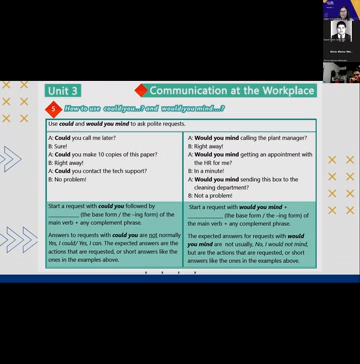 Unit 3
Communication at the Workplace
5
How to use could you...? and would you mind....?
Use could and would you mind to ask polite requests.
A: Could you call me later?
B: Sure!
A: Could you make 10 copies of this paper?
B: Right away!
A: Could you contact the tech support?
B: No problem!
A: Would you mind calling the plant manager?
B: Right away!
A: Would you mind getting an appointment with
the HR for me?
B: In a minute!
A: Would you mind sending this box to the
cleaning department?
B: Not a problem!
Start a request with could you followed by
____________ (the base form / the -ing form) of the
main verb + any complement phrase.
Answers to requests with could you are not normally
Yes, I could/ Yes, I can. The expected answers are the
actions that are requested, or short answers like the
ones in the examples above.
Start a request with would you mind +
____________ (the base form / the –ing form) of
the main verb + any complement phrase.
The expected answers for requests with would
you mind are not usually, No, I would not mind,
but are the actions that are requested, or short
answers like the ones in the examples above.